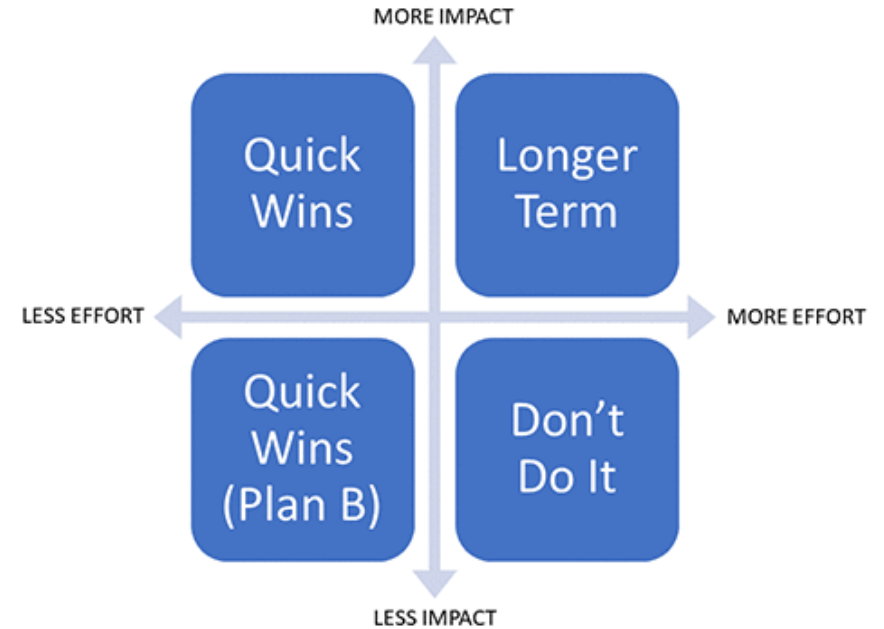 MORE IMPACT
Quick
Wins
Longer
Term
LESS EFFORT
MORE EFFORT
Quick
Wins
(Plan B)
Don’t
Do It
LESS IMPACT